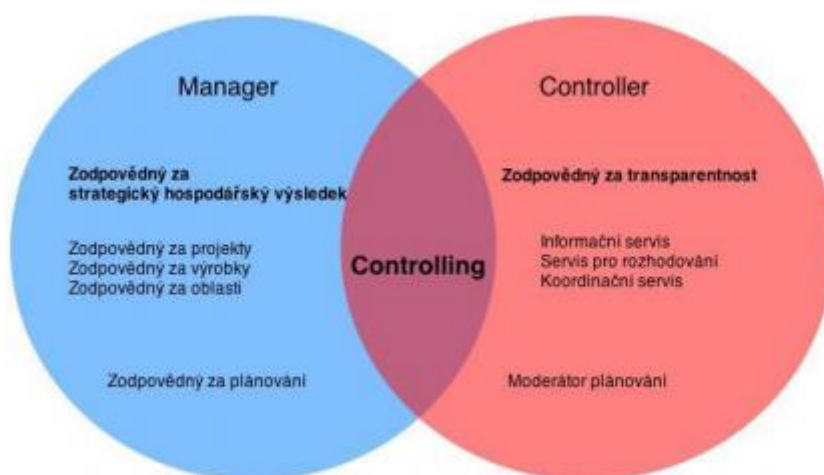 Manager
Zodpovědný za
strategický hospodářský výsledek
Zodpovědný za projekty
Zodpovědný za výrobky
Zodpovědný za oblasti
Zodpovědný za plánování
Controlling
Controller
Zodpovědný za transparentnost
Informační servis
Servis pro rozhodování
Koordinační servis
Moderátor plánování